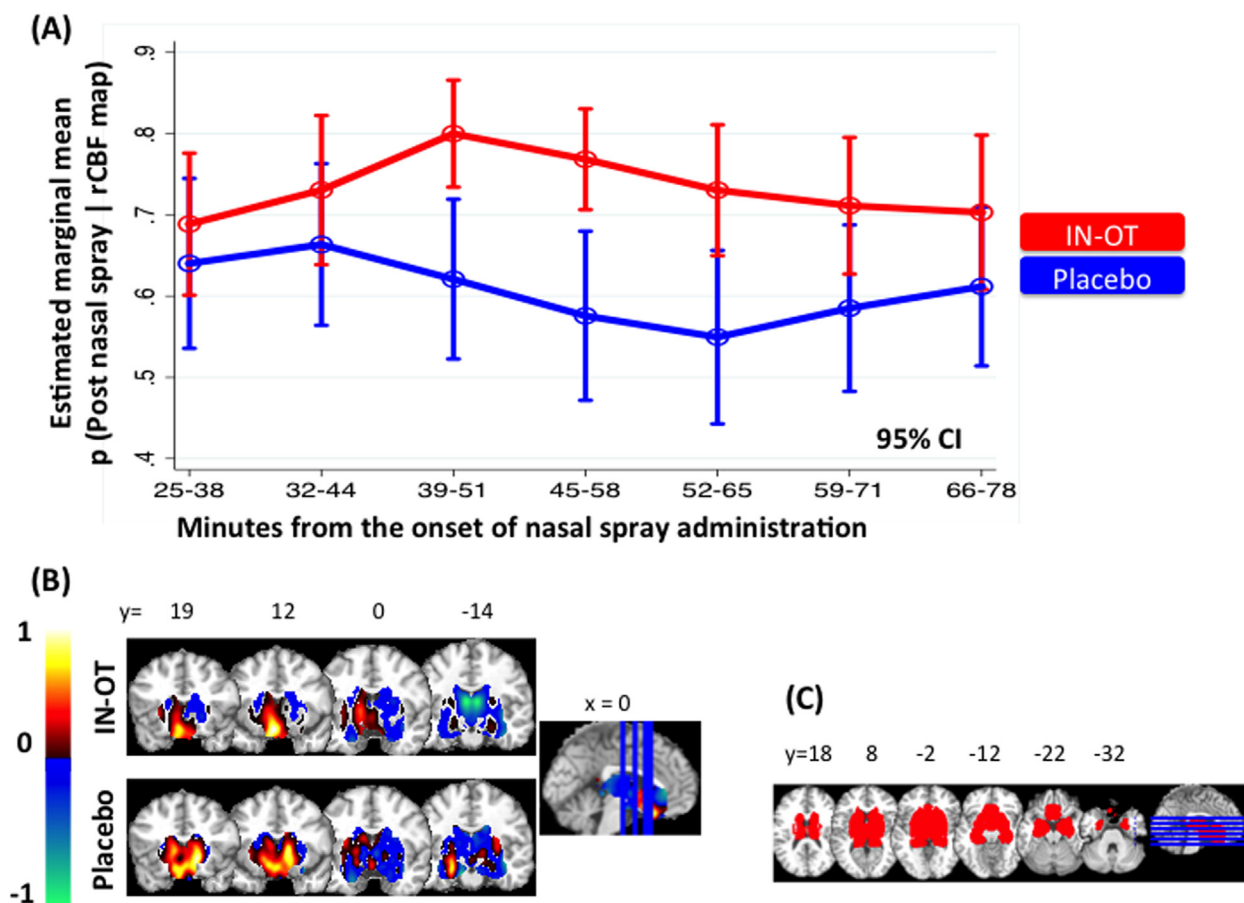 (A)
Estimated marginal mean
p (Post nasal spray | rCBF map)
.9
.8
.7
.6
.5
.4
25-38 32-44 39-51 45-58 52-65 59-71 66-78
Minutes from the onset of nasal spray administration
95% CI
IN-OT
Placebo
(B)
y= 19 12 0 -14
1
0
-1
IN-OT
Placebo
x = 0
(C)
y=18 8 -2 -12 -22 -32